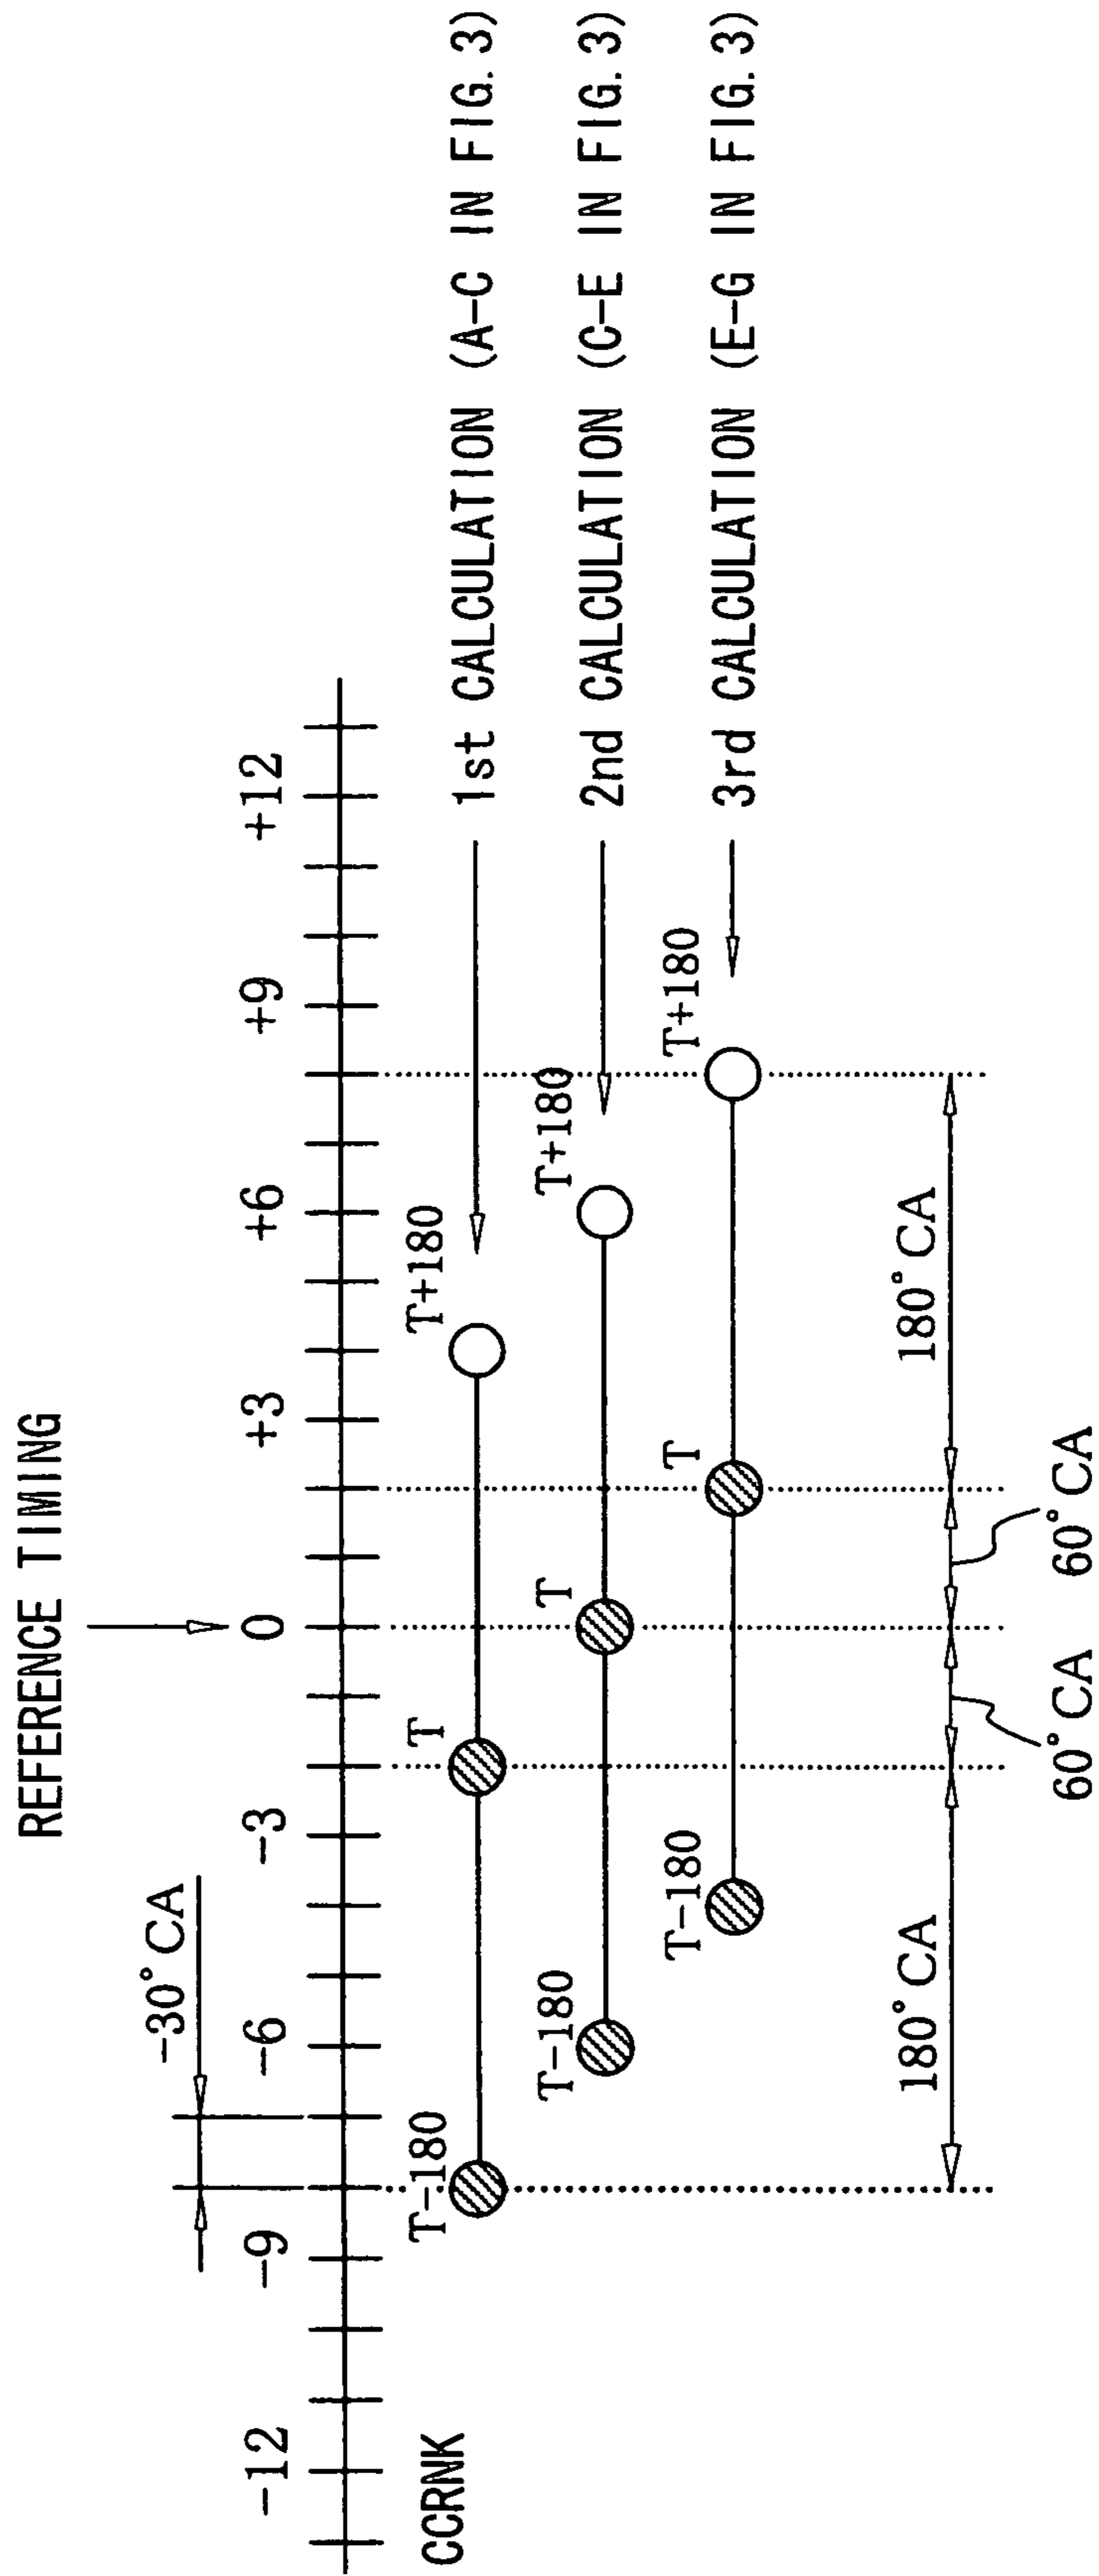 REFERENCE TIMING
-30° CA
-12
-9
-6
-3
0
+3
+6
+9
+12
CCRNK
T-180
T
T+180
1st CALCULATION (A-C IN FIG. 3)
T-180
T
T+180
2nd CALCULATION (C-E IN FIG. 3)
T-180
T
T+180
3rd CALCULATION (E-G IN FIG. 3)
180° CA
180° CA
60° CA
60° CA